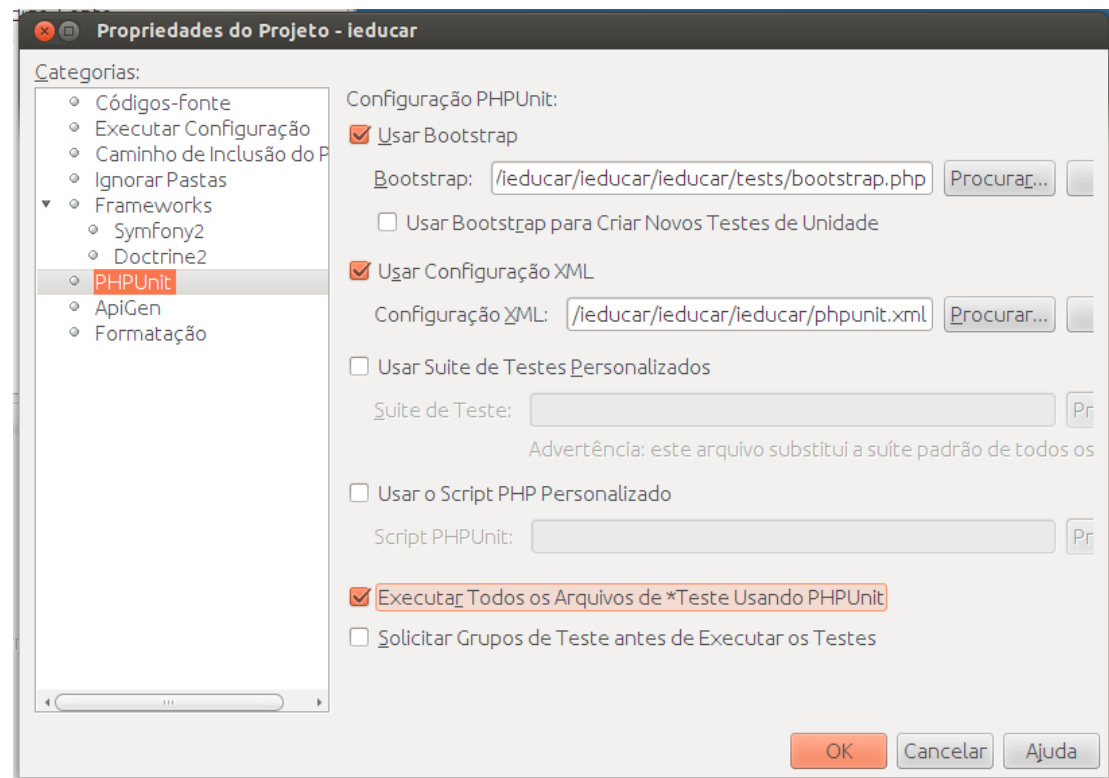 Propriedades do Projeto - ieducar
Categorias:
Códigos-fonte
Executar Configuração
Caminho de Inclusão do P
Ignorar Pastas
Frameworks
Symfony2
Doctrine2
PHPUnit
ApiGen
Formatação
Configuração PHPUnit:
Usar Bootstrap
Bootstrap: /ieducar/ieducar/ieducar/tests/bootstrap.php Procurar...
Usar Bootstrap para Criar Novos Testes de Unidade
Usar Configuração XML
Configuração XML: /ieducar/ieducar/ieducar/phpunit.xml Procurar...
Usar Suite de Testes Personalizados
Suite de Teste: Pr
Advertência: este arquivo substitui a suíte padrão de todos os
Usar o Script PHP Personalizado
Script PHPUnit: Pr
Executar Todos os Arquivos de *Teste Usando PHPUnit
Solicitar Grupos de Teste antes de Executar os Testes
OK Cancelar Ajuda